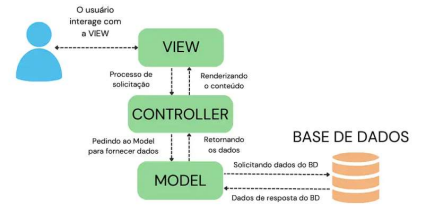 O usuário
interage com
a VIEW
VIEW
Processo de
solicitação
Renderizando
o conteúdo
CONTROLLER
Pedindo ao Model
para fornecer dados
Retornando
os dados
BASE DE DADOS
Solicitando dados do BD
MODEL
Dados de resposta do BD